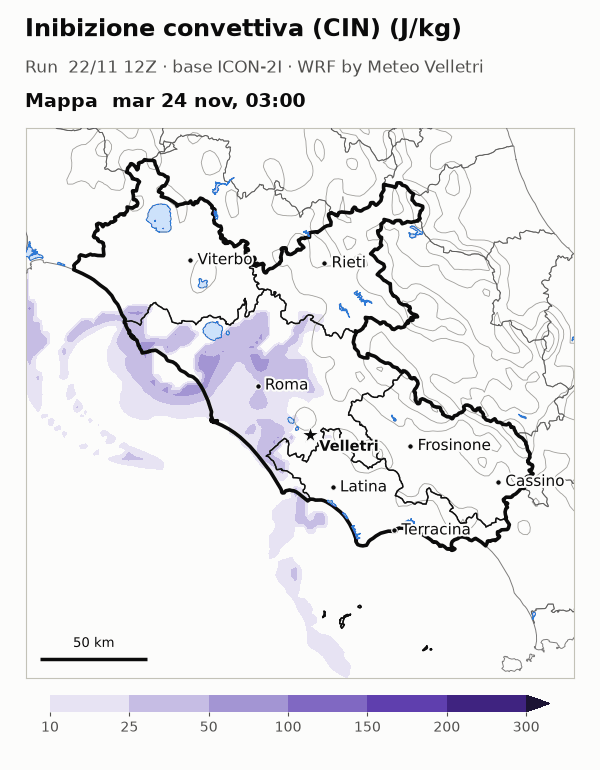 Inibizione convettiva (CIN) (J/kg)
Run  22/11 12Z · base ICON-2I · WRF by Meteo Velletri
Mappa  mar 24 nov, 03:00
Viterbo
Rieti
Roma
Velletri
Frosinone
Latina
Cassino
Terracina
50 km
10 25 50 100 150 200 300